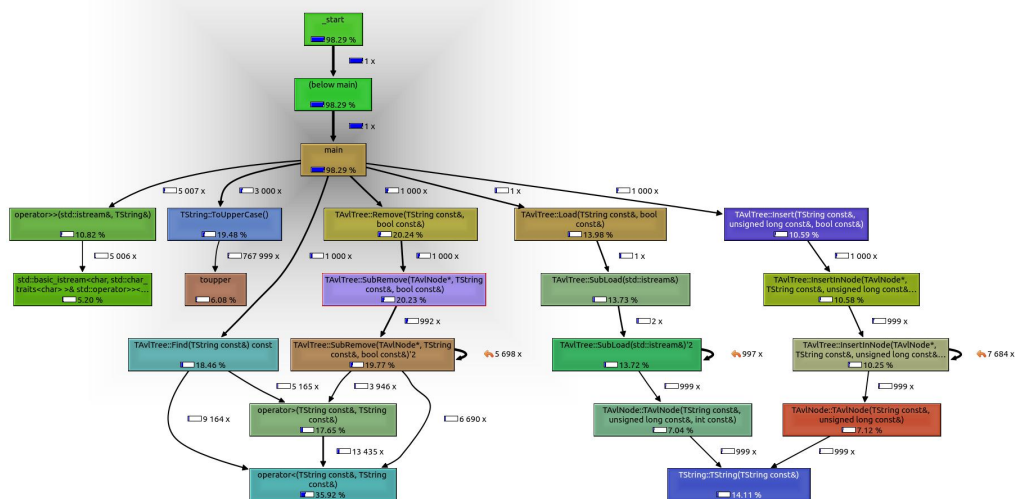 _start
98.29 %
1 x
(below main)
98.29 %
1 x
main
98.29 %
5 007 x
3 000 x
1 000 x
1 x
1 000 x
operator>>(std::istream&, TString&)
10.82 %
TString::ToUpperCase()
19.48 %
TAvlTree::Remove(TString const&,
bool const&)
20.24 %
TAvlTree::Load(TString const&, bool
const&)
13.98 %
TAvlTree::Insert(TString const&,
unsigned long const&, bool const&)
10.59 %
5 006 x
767 999 x
1 000 x
1 000 x
1 x
1 000 x
std::basic_istream<char, std::char_
traits<char> >& std::operator>><...
5.20 %
toupper
6.08 %
TAvlTree::SubRemove(TAvlNode*, TString
const&, bool const&)
20.23 %
TAvlTree::SubLoad(std::istream&)
13.73 %
TAvlTree::InsertInNode(TAvlNode*,
TString const&, unsigned long const&...
10.58 %
992 x
2 x
999 x
TAvlTree::Find(TString const&) const
18.46 %
TAvlTree::SubRemove(TAvlNode*, TString
const&, bool const&)'2
19.77 %
5 698 x
TAvlTree::SubLoad(std::istream&)'2
13.72 %
997 x
TAvlTree::InsertInNode(TAvlNode*,
TString const&, unsigned long const&...
10.25 %
7 684 x
5 165 x
3 946 x
999 x
999 x
9 164 x
operator>(TString const&, TString
const&)
17.65 %
6 690 x
TAvlNode::TAvlNode(TString const&,
unsigned long const&, int const&)
7.04 %
TAvlNode::TAvlNode(TString const&,
unsigned long const&)
7.12 %
13 435 x
999 x
999 x
operator<(TString const&, TString
const&)
35.92 %
TString::TString(TString const&)
14.11 %